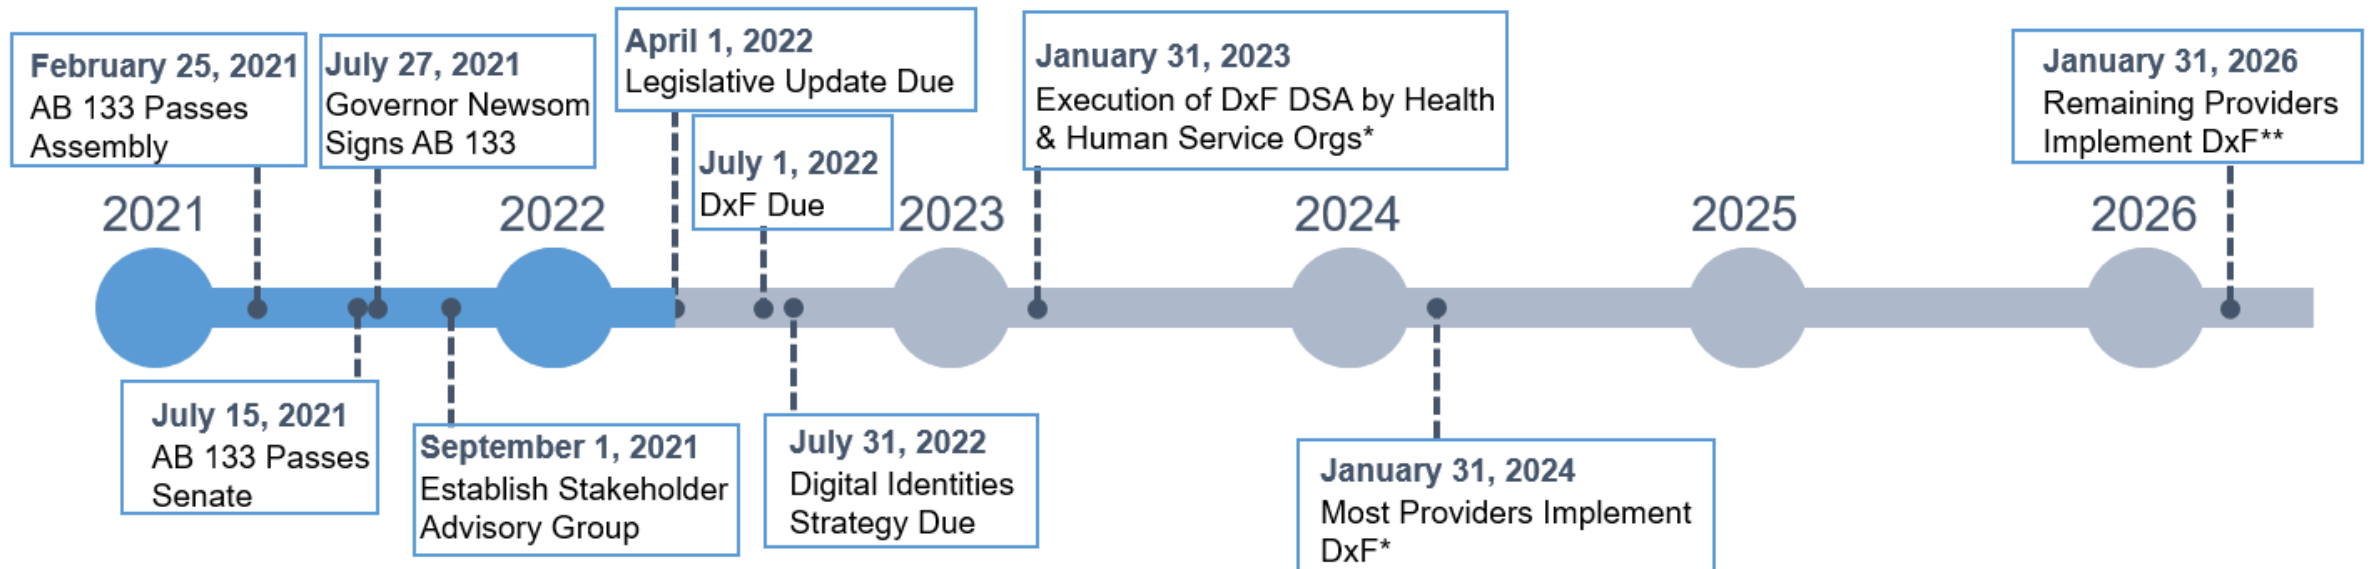 February 25, 2021
AB 133 Passes
Assembly
July 27, 2021
Governor Newsom
Signs AB 133
April 1, 2022
Legislative Update Due
July 1, 2022
DxF Due
January 31, 2023
Execution of DxF DSA by Health
& Human Service Orgs*
January 31, 2026
Remaining Providers
Implement DxF**
2021
2022
2023
2024
2025
2026
July 15, 2021
AB 133 Passes
Senate
September 1, 2021
Establish Stakeholder
Advisory Group
July 31, 2022
Digital Identities
Strategy Due
January 31, 2024
Most Providers Implement
DxF*